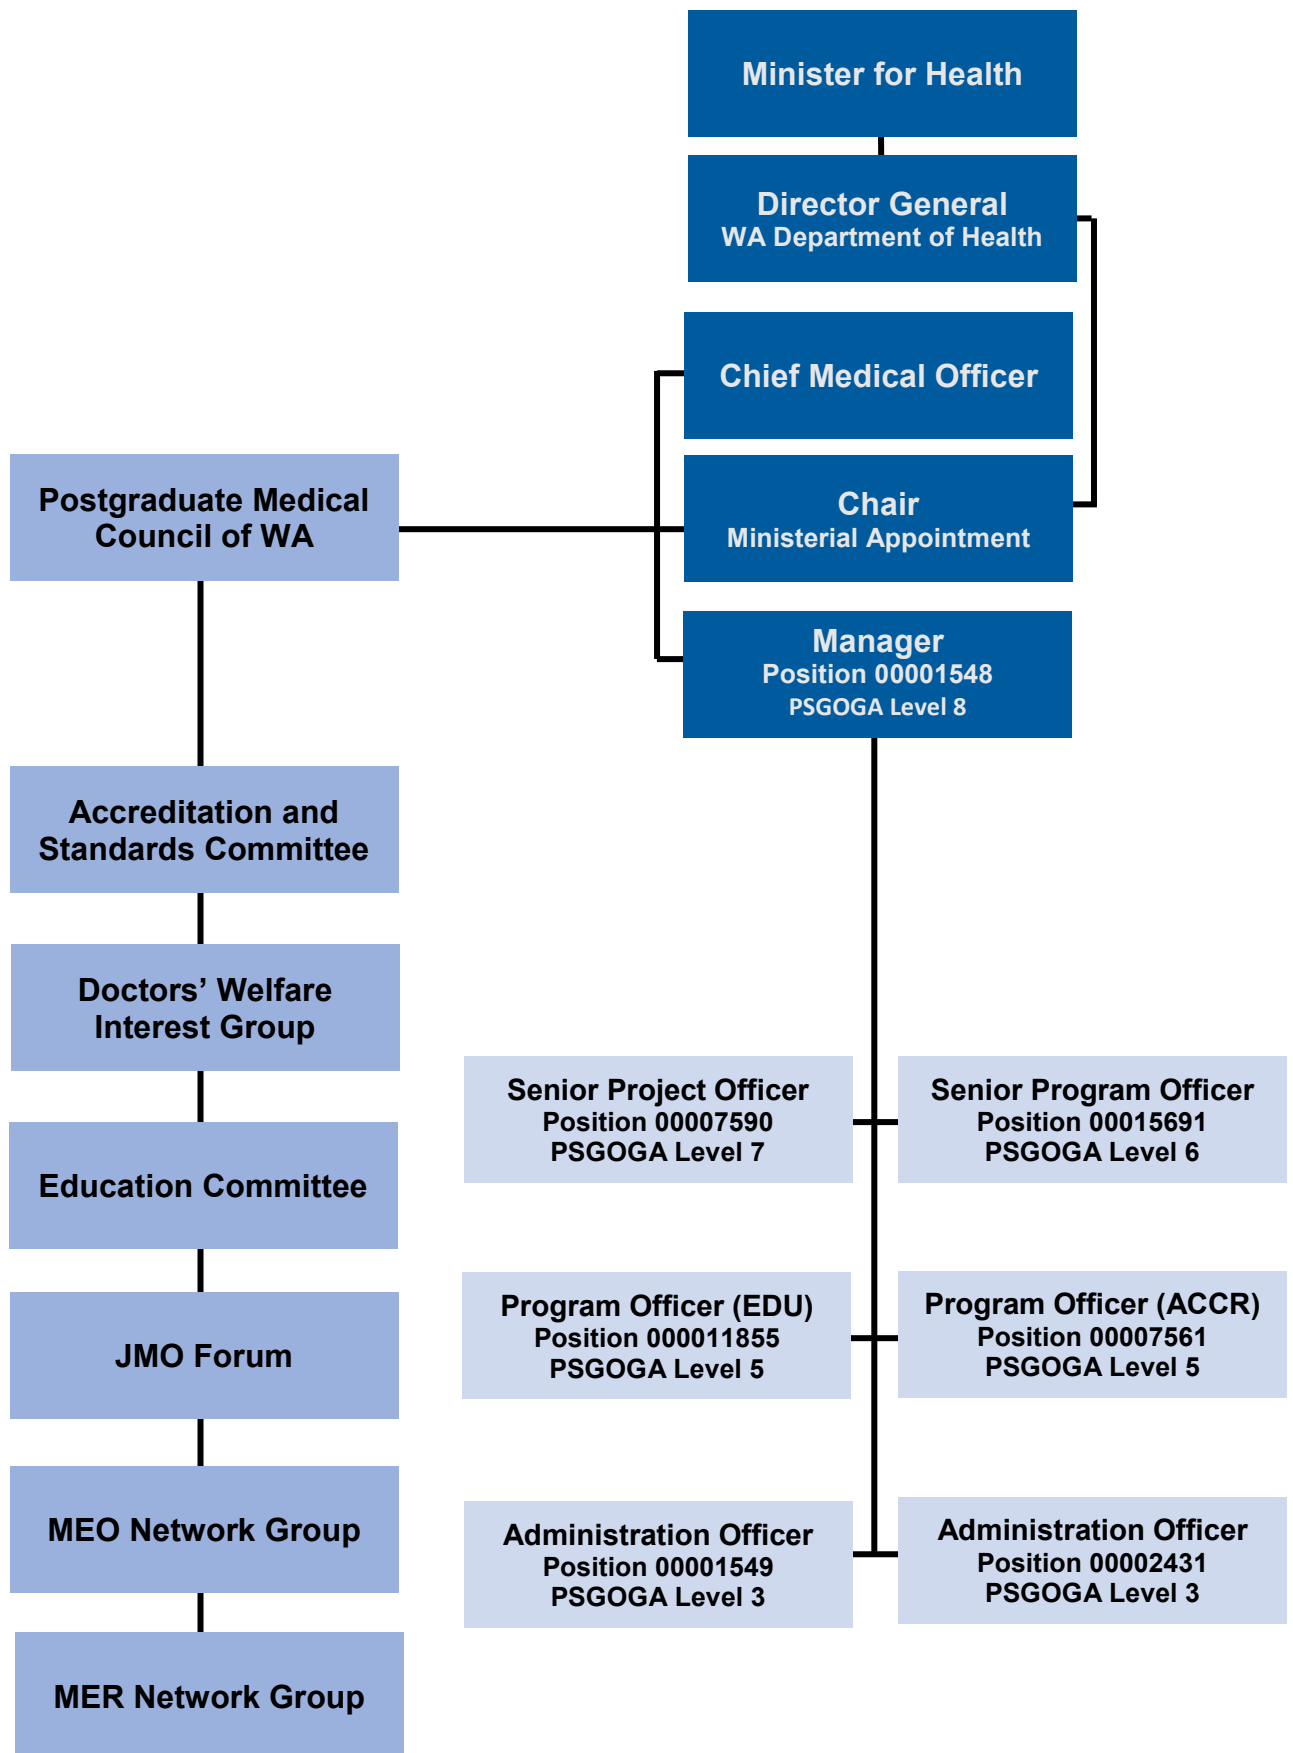 Minister for Health
Director General
WA Department of Health
Chief Medical Officer
Postgraduate Medical
Council of WA
Chair
Ministerial Appointment
Manager
Position 00001548
PSGOGA Level 8
Accreditation and
Standards Committee
Doctors’ Welfare
Interest Group
Education Committee
JMO Forum
MEO Network Group
MER Network Group
Senior Project Officer
Position 00007590
PSGOGA Level 7
Senior Program Officer
Position 00015691
PSGOGA Level 6
Program Officer (EDU)
Position 000011855
PSGOGA Level 5
Program Officer (ACCR)
Position 00007561
PSGOGA Level 5
Administration Officer
Position 00001549
PSGOGA Level 3
Administration Officer
Position 00002431
PSGOGA Level 3